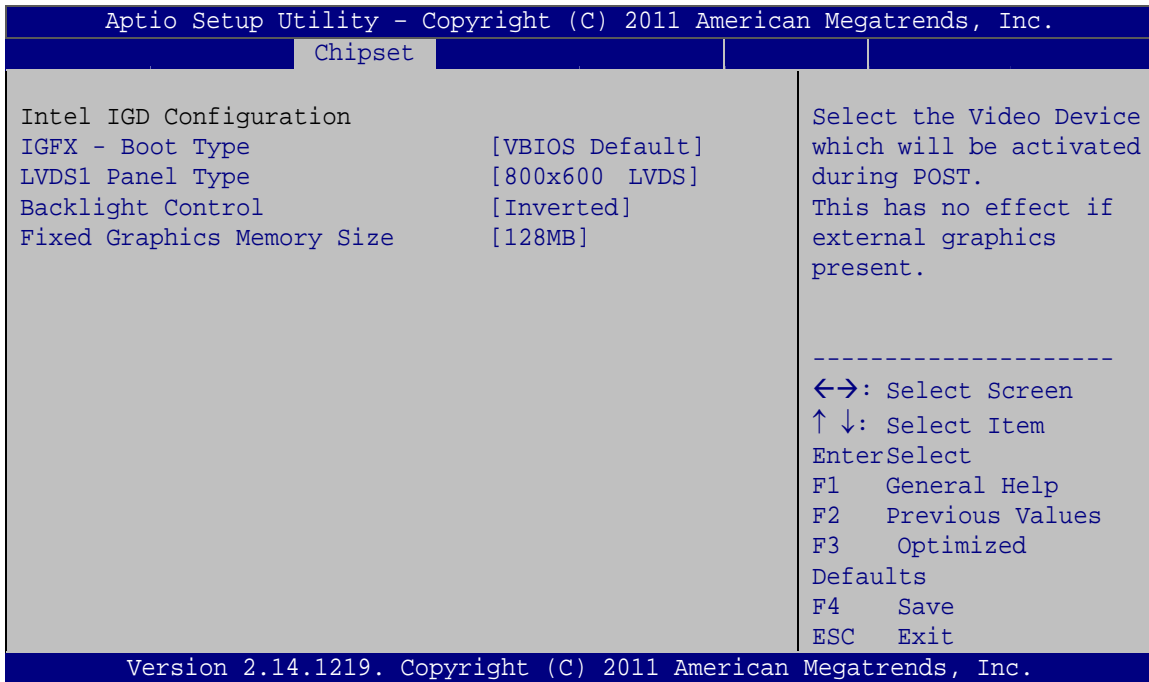 Aptio Setup Utility – Copyright (C) 2011 American Megatrends, Inc.
Chipset
Intel IGD Configuration
IGFX - Boot Type [VBIOS Default]
LVDS1 Panel Type [800x600 LVDS]
Backlight Control [Inverted]
Fixed Graphics Memory Size [128MB]
Select the Video Device
which will be activated
during POST.
This has no effect if
external graphics
present.
---------------------
←→: Select Screen
↑ ↓: Select Item
EnterSelect
F1 General Help
F2 Previous Values
F3 Optimized
Defaults
F4 Save
ESC Exit
Version 2.14.1219. Copyright (C) 2011 American Megatrends, Inc.